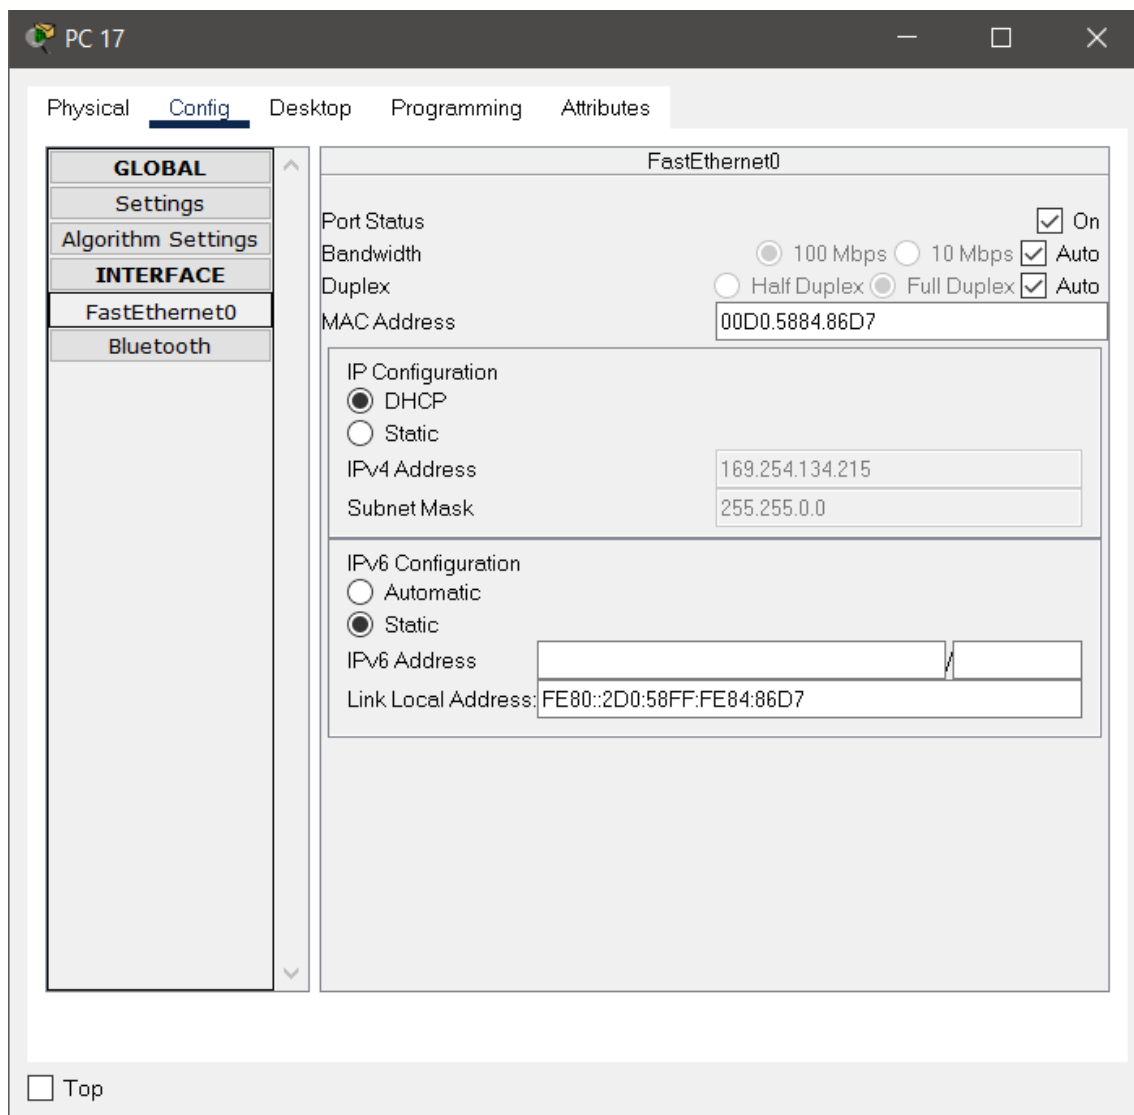 PC 17
Physical Config Desktop Programming Attributes
GLOBAL
Settings
Algorithm Settings
INTERFACE
FastEthernet0
Bluetooth
FastEthernet0
Port Status On
Bandwidth 100 Mbps 10 Mbps Auto
Duplex Half Duplex Full Duplex Auto
MAC Address 00D0.5884.86D7
IP Configuration
DHCP
Static
IPv4 Address 169.254.134.215
Subnet Mask 255.255.0.0
IPv6 Configuration
Automatic
Static
IPv6 Address /
Link Local Address: FE80::2D0:58FF:FE84:86D7
Top